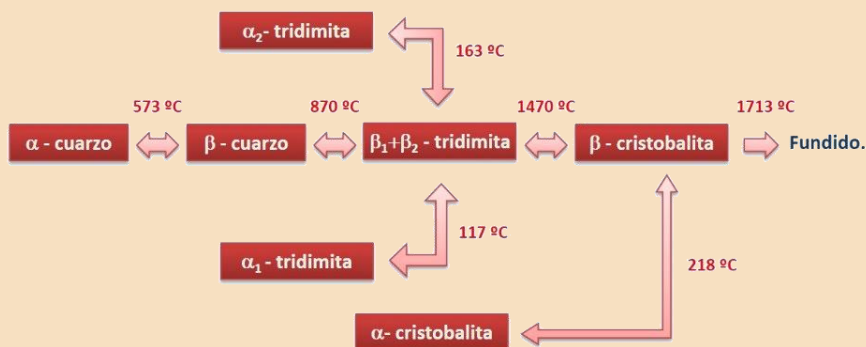 α₂- tridimita
163 ºC
573 ºC
870 ºC
1470 ºC
1713 ºC
α - cuarzo
β - cuarzo
β₁+β₂ - tridimita
β - cristobalita
Fundido.
117 ºC
α₁ - tridimita
218 ºC
α- cristobalita